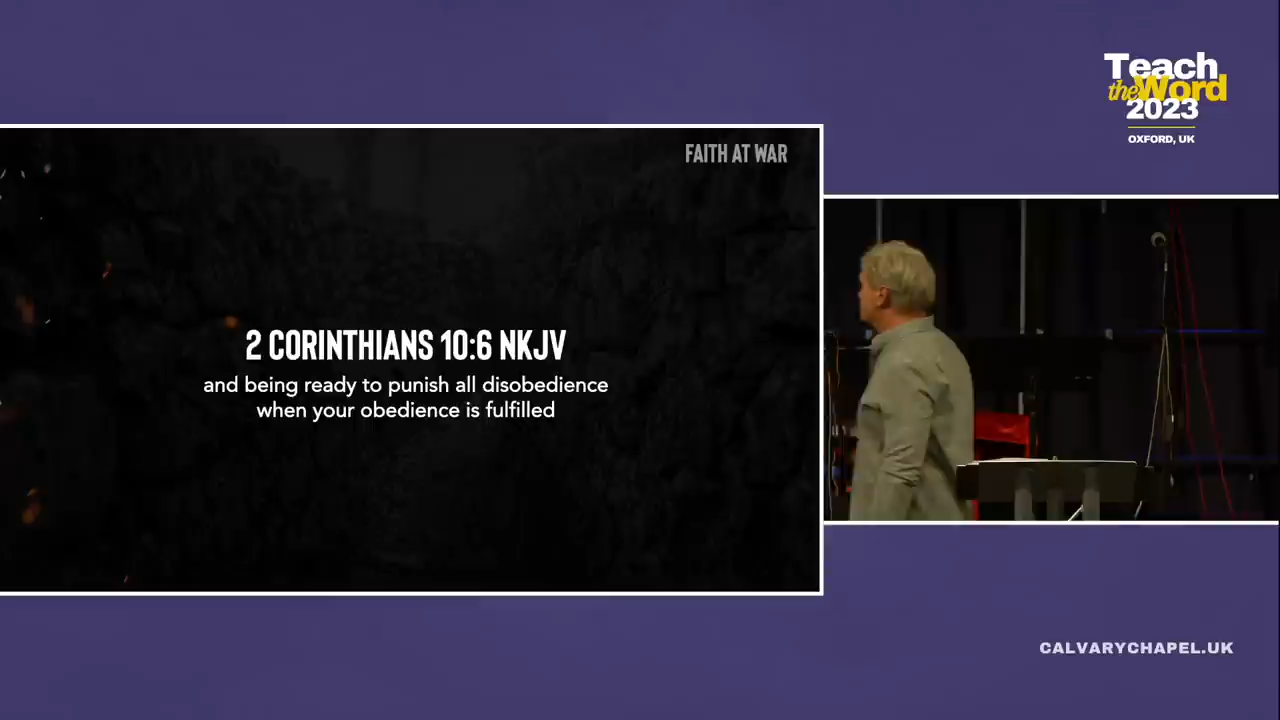 Teach
the Word
2023
OXFORD, UK
FAITH AT WAR
2 CORINTHIANS 10:6 NKJV
and being ready to punish all disobedience
when your obedience is fulfilled
CALVARYCHAPEL.UK